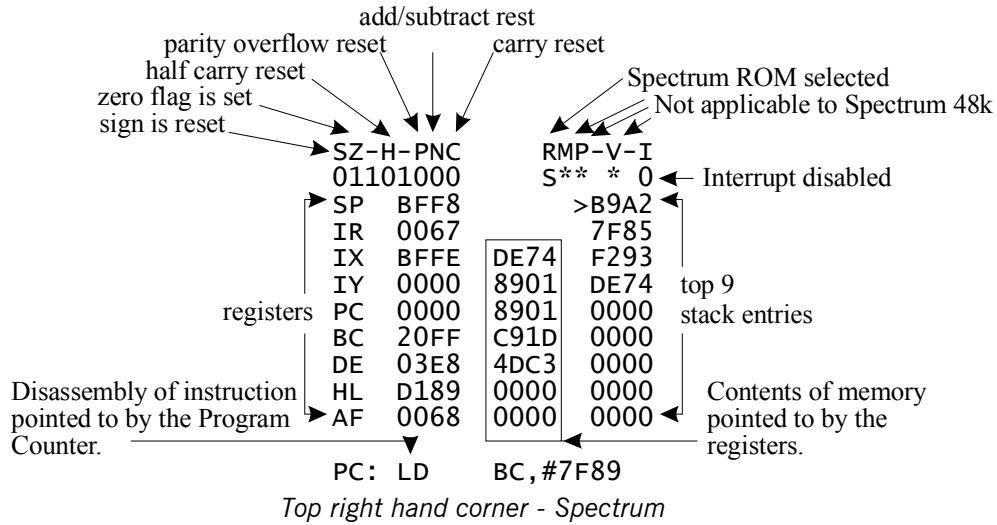 add/subtract rest
parity overflow reset
carry reset
half carry reset
Spectrum ROM selected
zero flag is set
Not applicable to Spectrum 48k
sign is reset
SZ-H-PNC RMP-V-I
01101000 S** * 0 Interrupt disabled
SP BFF8 >B9A2
IR 0067 7F85
IX BFFE DE74 F293
IY 0000 8901 DE74
registers PC 0000 8901 0000
top 9
stack entries
BC 20FF C91D 0000
DE 03E8 4DC3 0000
HL D189 0000 0000
AF 0068 0000 0000
Disassembly of instruction
pointed to by the Program
Counter.
Contents of memory
pointed to by the
registers.
PC: LD BC,#7F89
Top right hand corner - Spectrum